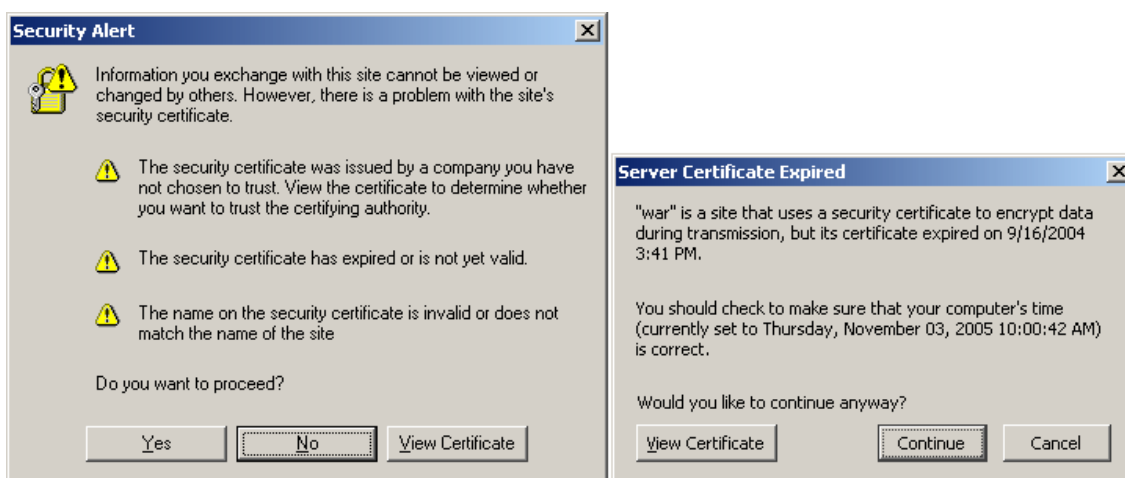 Security Alert
Information you exchange with this site cannot be viewed or
changed by others. However, there is a problem with the site's
security certificate.
The security certificate was issued by a company you have
not chosen to trust. View the certificate to determine whether
you want to trust the certifying authority.
The security certificate has expired or is not yet valid.
The name on the security certificate is invalid or does not
match the name of the site
Do you want to proceed?
Yes No View Certificate
Server Certificate Expired
"war" is a site that uses a security certificate to encrypt data
during transmission, but its certificate expired on 9/16/2004
3:41 PM.
You should check to make sure that your computer's time
(currently set to Thursday, November 03, 2005 10:00:42 AM)
is correct.
Would you like to continue anyway?
View Certificate Continue Cancel